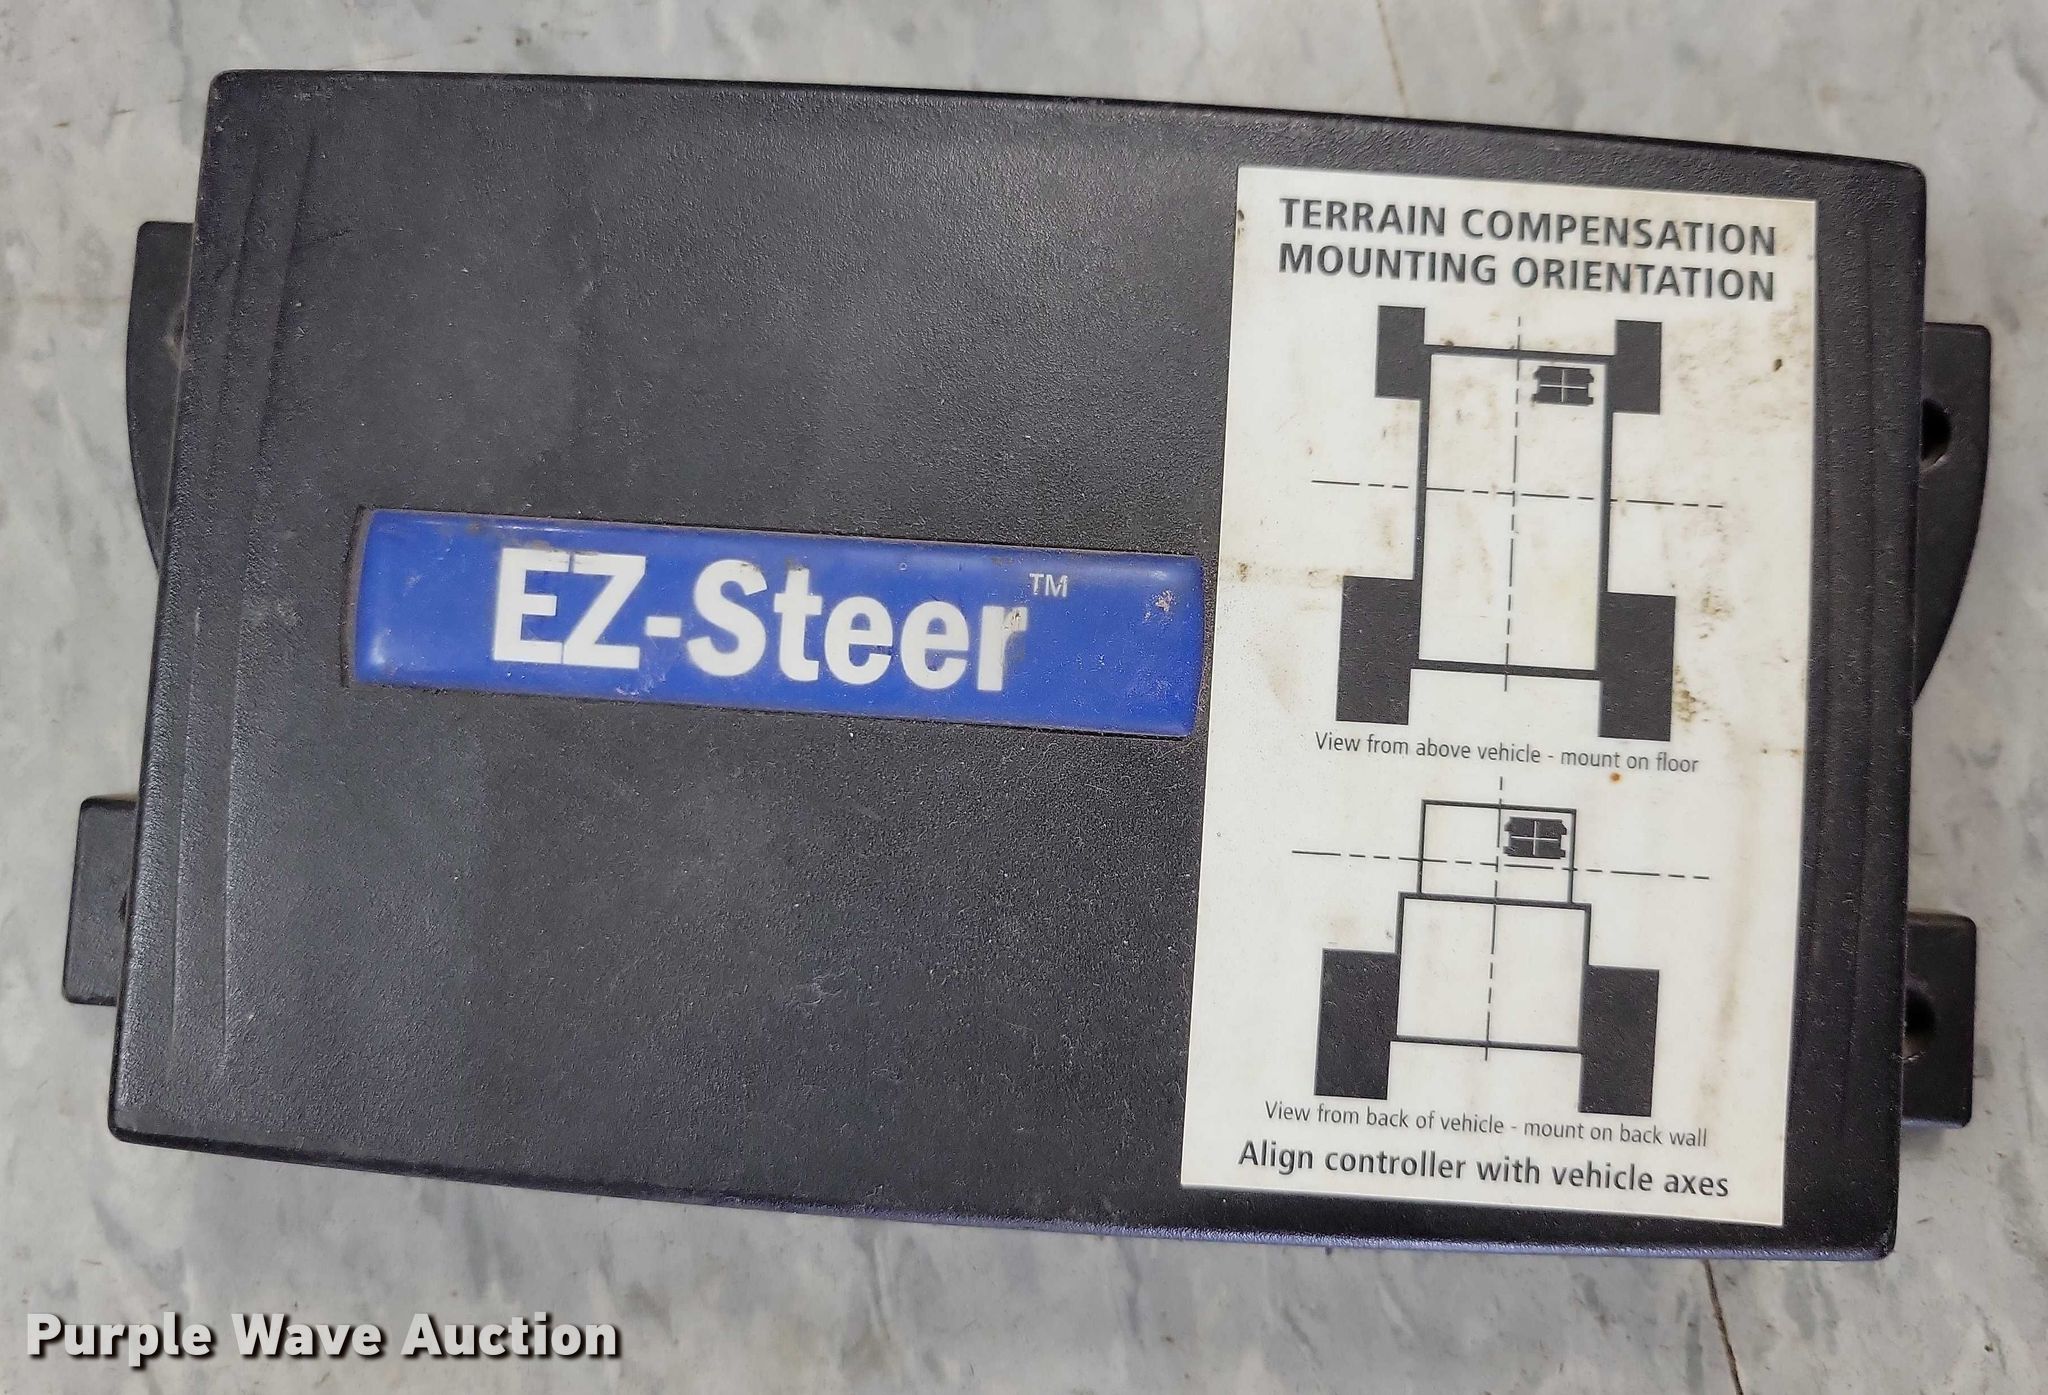 TERRAIN COMPENSATION
MOUNTING ORIENTATION
EZ-Steer™
View from above vehicle - mount on floor
View from back of vehicle - mount on back wall
Align controller with vehicle axes
Purple Wave Auction